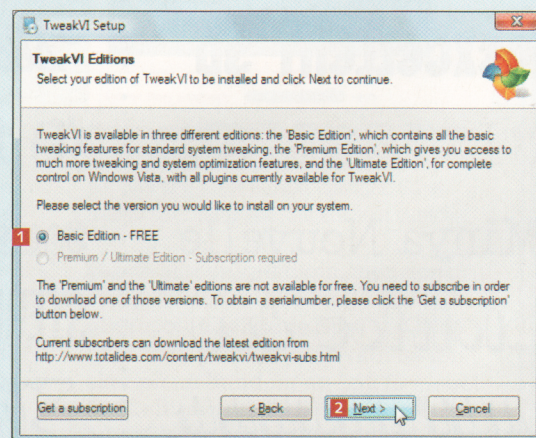 TweakVI Setup
TweakVI Editions
Select your edition of TweakVI to be installed and click Next to continue.
TweakVI is available in three different editions: the 'Basic Edition', which contains all the basic
tweaking features for standard system tweaking, the 'Premium Edition', which gives you access to
much more tweaking and system optimization features, and the 'Ultimate Edition', for complete
control on Windows Vista, with all plugins currently available for TweakVI.
Please select the version you would like to install on your system.
1 Basic Edition - FREE
Premium / Ultimate Edition - Subscription required
The 'Premium' and the 'Ultimate' editions are not available for free. You need to subscribe in order
to download one of those versions. To obtain a serialnumber, please click the 'Get a subscription'
button below.
Current subscribers can download the latest edition from
http://www.totalidea.com/content/tweakvi/tweakvi-subs.html
Get a subscription < Back 2 Next > Cancel